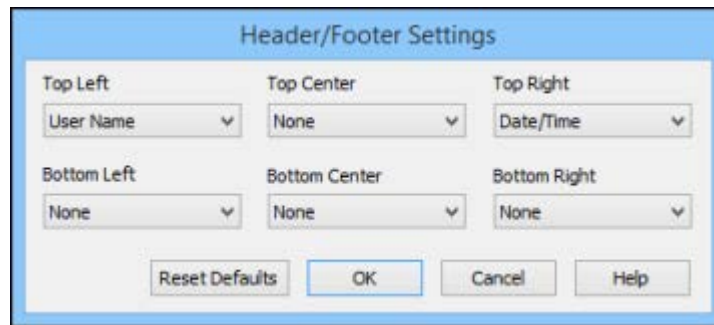 Header/Footer Settings
Top Left Top Center Top Right
User Name None Date/Time
Bottom Left Bottom Center Bottom Right
None None None
Reset Defaults OK Cancel Help